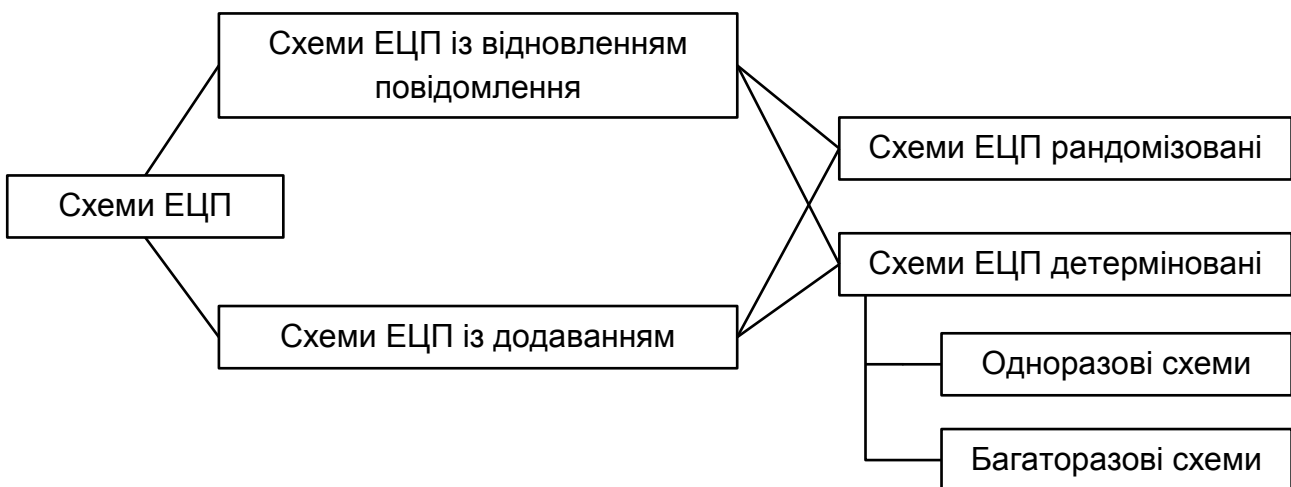 Схеми ЕЦП із відновленням
повідомлення
Схеми ЕЦП рандомізовані
Схеми ЕЦП
Схеми ЕЦП детерміновані
Схеми ЕЦП із додаванням
Одноразові схеми
Багаторазові схеми